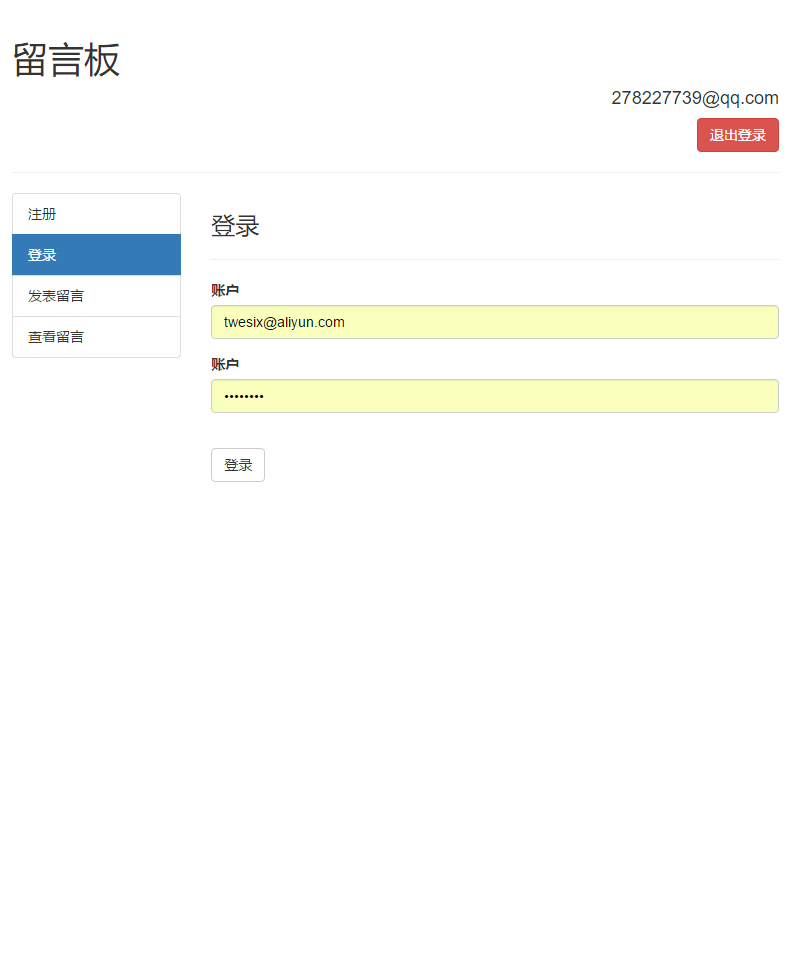 留言板
278227739@qq.com
退出登录
注册
登录
发表留言
查看留言
登录
账户
twesix@aliyun.com
账户
••••••••
登录